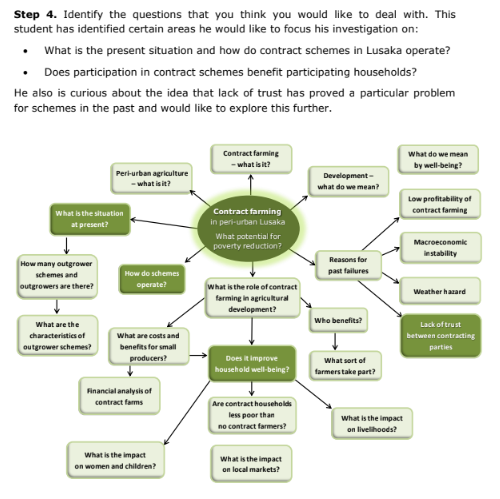 Step 4. Identify the questions that you think you would like to deal with. This
student has identified certain areas he would like to focus his investigation on:
• What is the present situation and how do contract schemes in Lusaka operate?
• Does participation in contract schemes benefit participating households?
He also is curious about the idea that lack of trust has proved a particular problem
for schemes in the past and would like to explore this further.
Contract farming
– what is it?
What do we mean
by well-being?
Peri-urban agriculture
– what is it?
Development –
what do we mean?
What is the situation
at present?
Contract farming
in peri-urban Lusaka
What potential for
poverty reduction?
Low profitability of
contract farming
Macroeconomic
instability
How many outgrower
schemes and
outgrowers are there?
How do schemes
operate?
Reasons for
past failures
What is the role of contract
farming in agricultural
development?
Weather hazard
What are the
characteristics of
outgrower schemes?
What are costs and
benefits for small
producers?
Who benefits?
Lack of trust
between contracting
parties
Does it improve
household well-being?
What sort of
farmers take part?
Financial analysis of
contract farms
Are contract households
less poor than
no contract farmers?
What is the impact
on livelihoods?
What is the impact
on women and children?
What is the impact
on local markets?